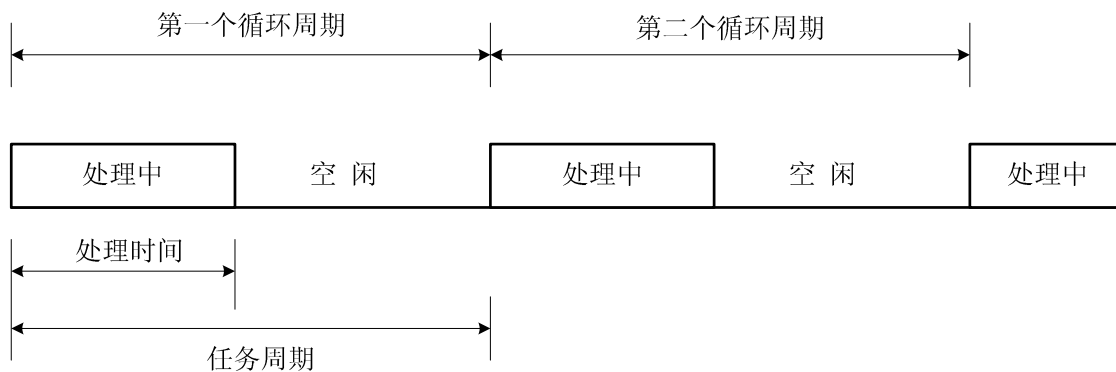 第一个循环周期
第二个循环周期
处理中
空 闲
处理中
空 闲
处理中
处理时间
任务周期